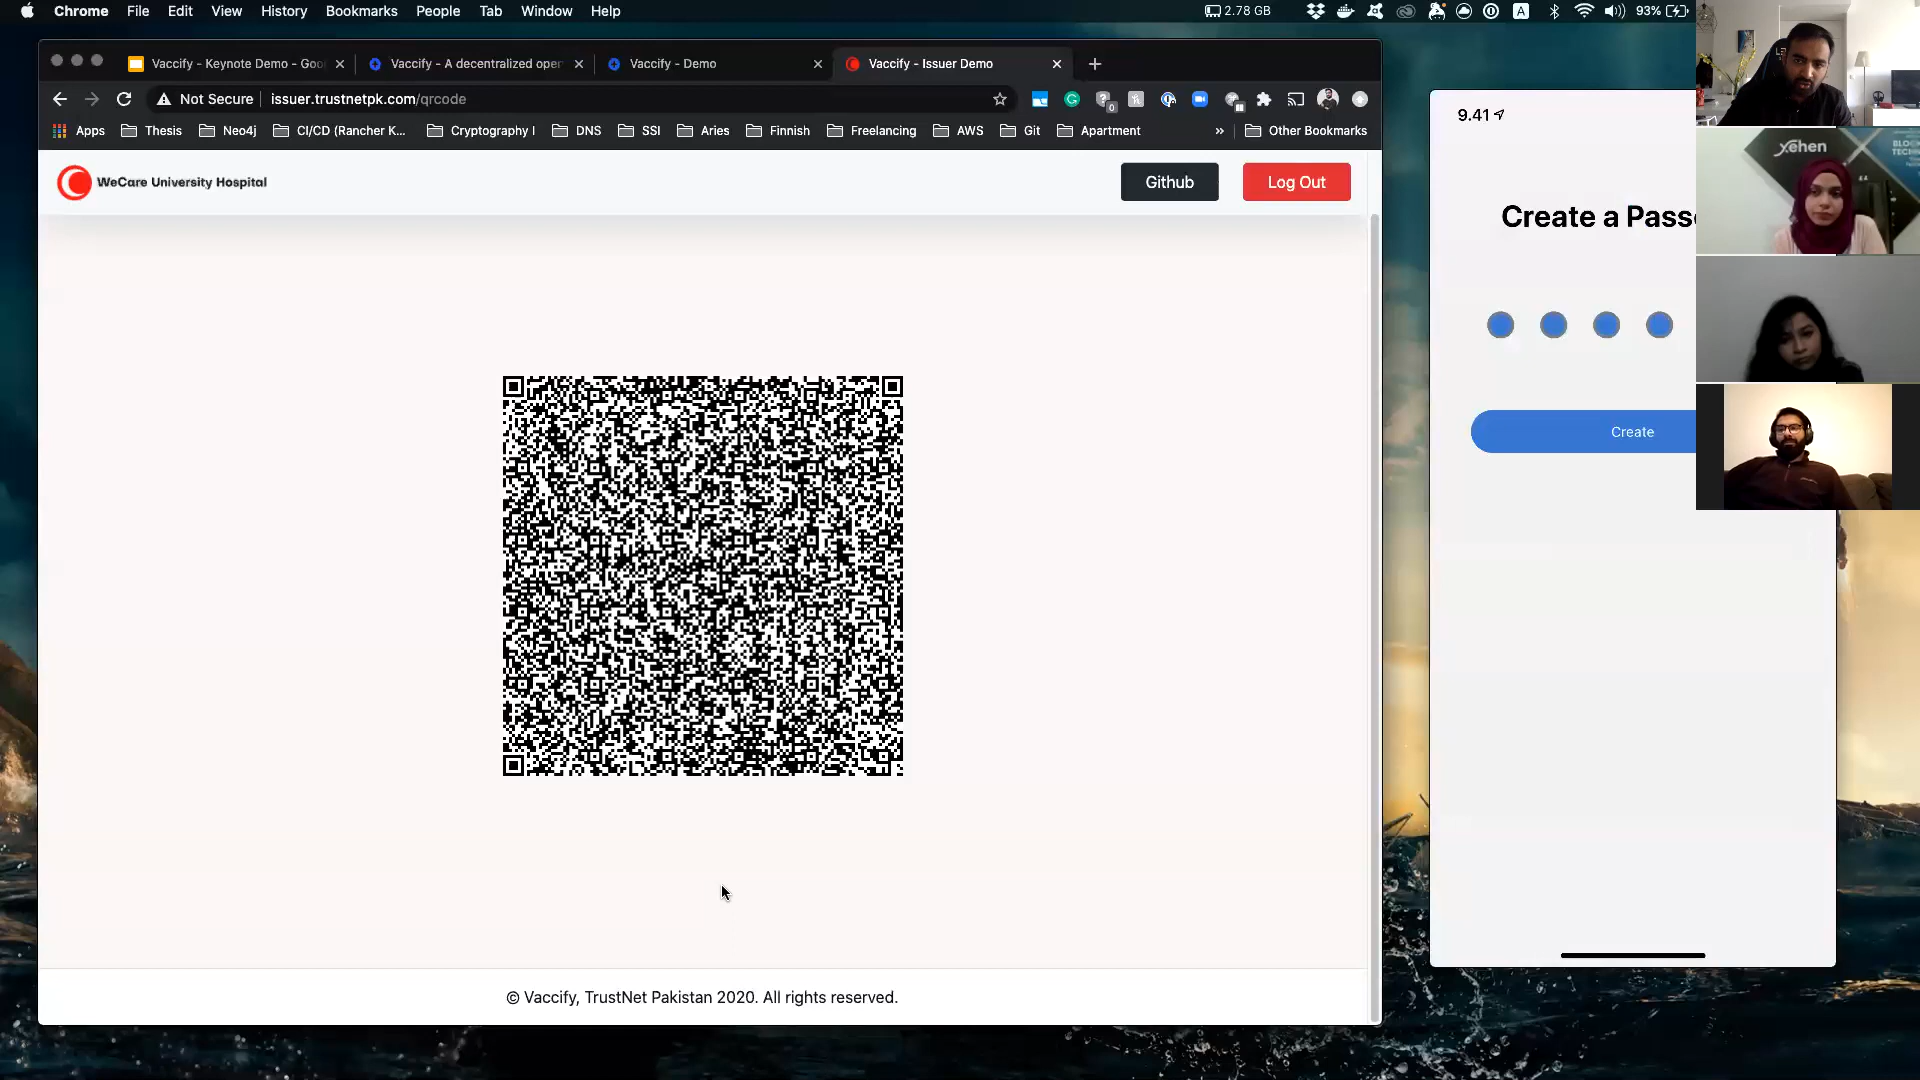 Chrome File Edit View History Bookmarks People Tab Window Help 2.78 GB A 93%
Vaccify - Keynote Demo - Goo
Vaccify - A decentralized oper
Vaccify - Demo
Vaccify - Issuer Demo
Not Secure issuer.trustnetpk.com/qrcode
Apps Thesis Neo4j CI/CD (Rancher K... Cryptography I DNS SSI Aries Finnish Freelancing AWS Git Apartment » Other Bookmarks
WeCare University Hospital
Github
Log Out
© Vaccify, TrustNet Pakistan 2020. All rights reserved.
9.41
Create a Pass
Create
Xehen
BLOC
TECHN